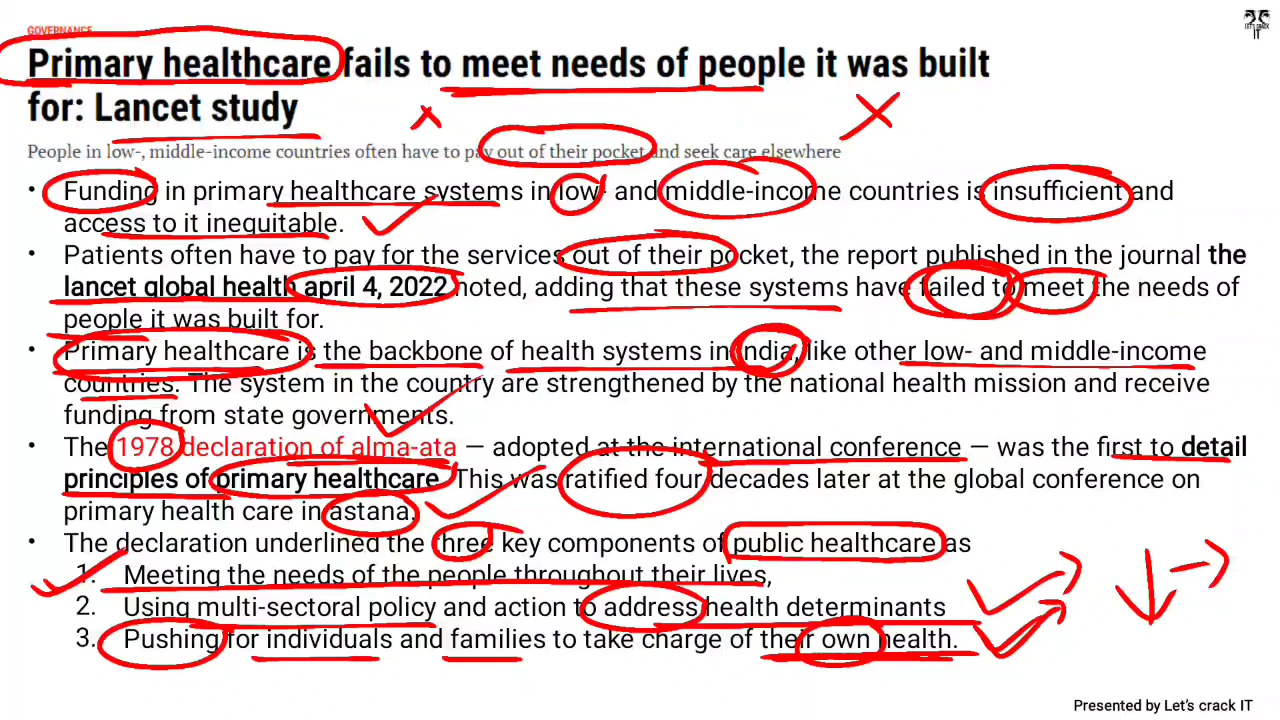 GOVERNANCE
LET'S CRACK
IT
Primary healthcare fails to meet needs of people it was built
for: Lancet study
People in low-, middle-income countries often have to pay out of their pocket and seek care elsewhere
• Funding in primary healthcare systems in low- and middle-income countries is insufficient and
access to it inequitable.
• Patients often have to pay for the services out of their pocket, the report published in the journal the
lancet global health april 4, 2022 noted, adding that these systems have failed to meet the needs of
people it was built for.
• Primary healthcare is the backbone of health systems in india, like other low- and middle-income
countries. The system in the country are strengthened by the national health mission and receive
funding from state governments.
• The 1978 declaration of alma-ata — adopted at the international conference — was the first to detail
principles of primary healthcare. This was ratified four decades later at the global conference on
primary health care in astana.
• The declaration underlined the three key components of public healthcare as
1. Meeting the needs of the people throughout their lives,
2. Using multi-sectoral policy and action to address health determinants
3. Pushing for individuals and families to take charge of their own health.
Presented by Let's crack IT